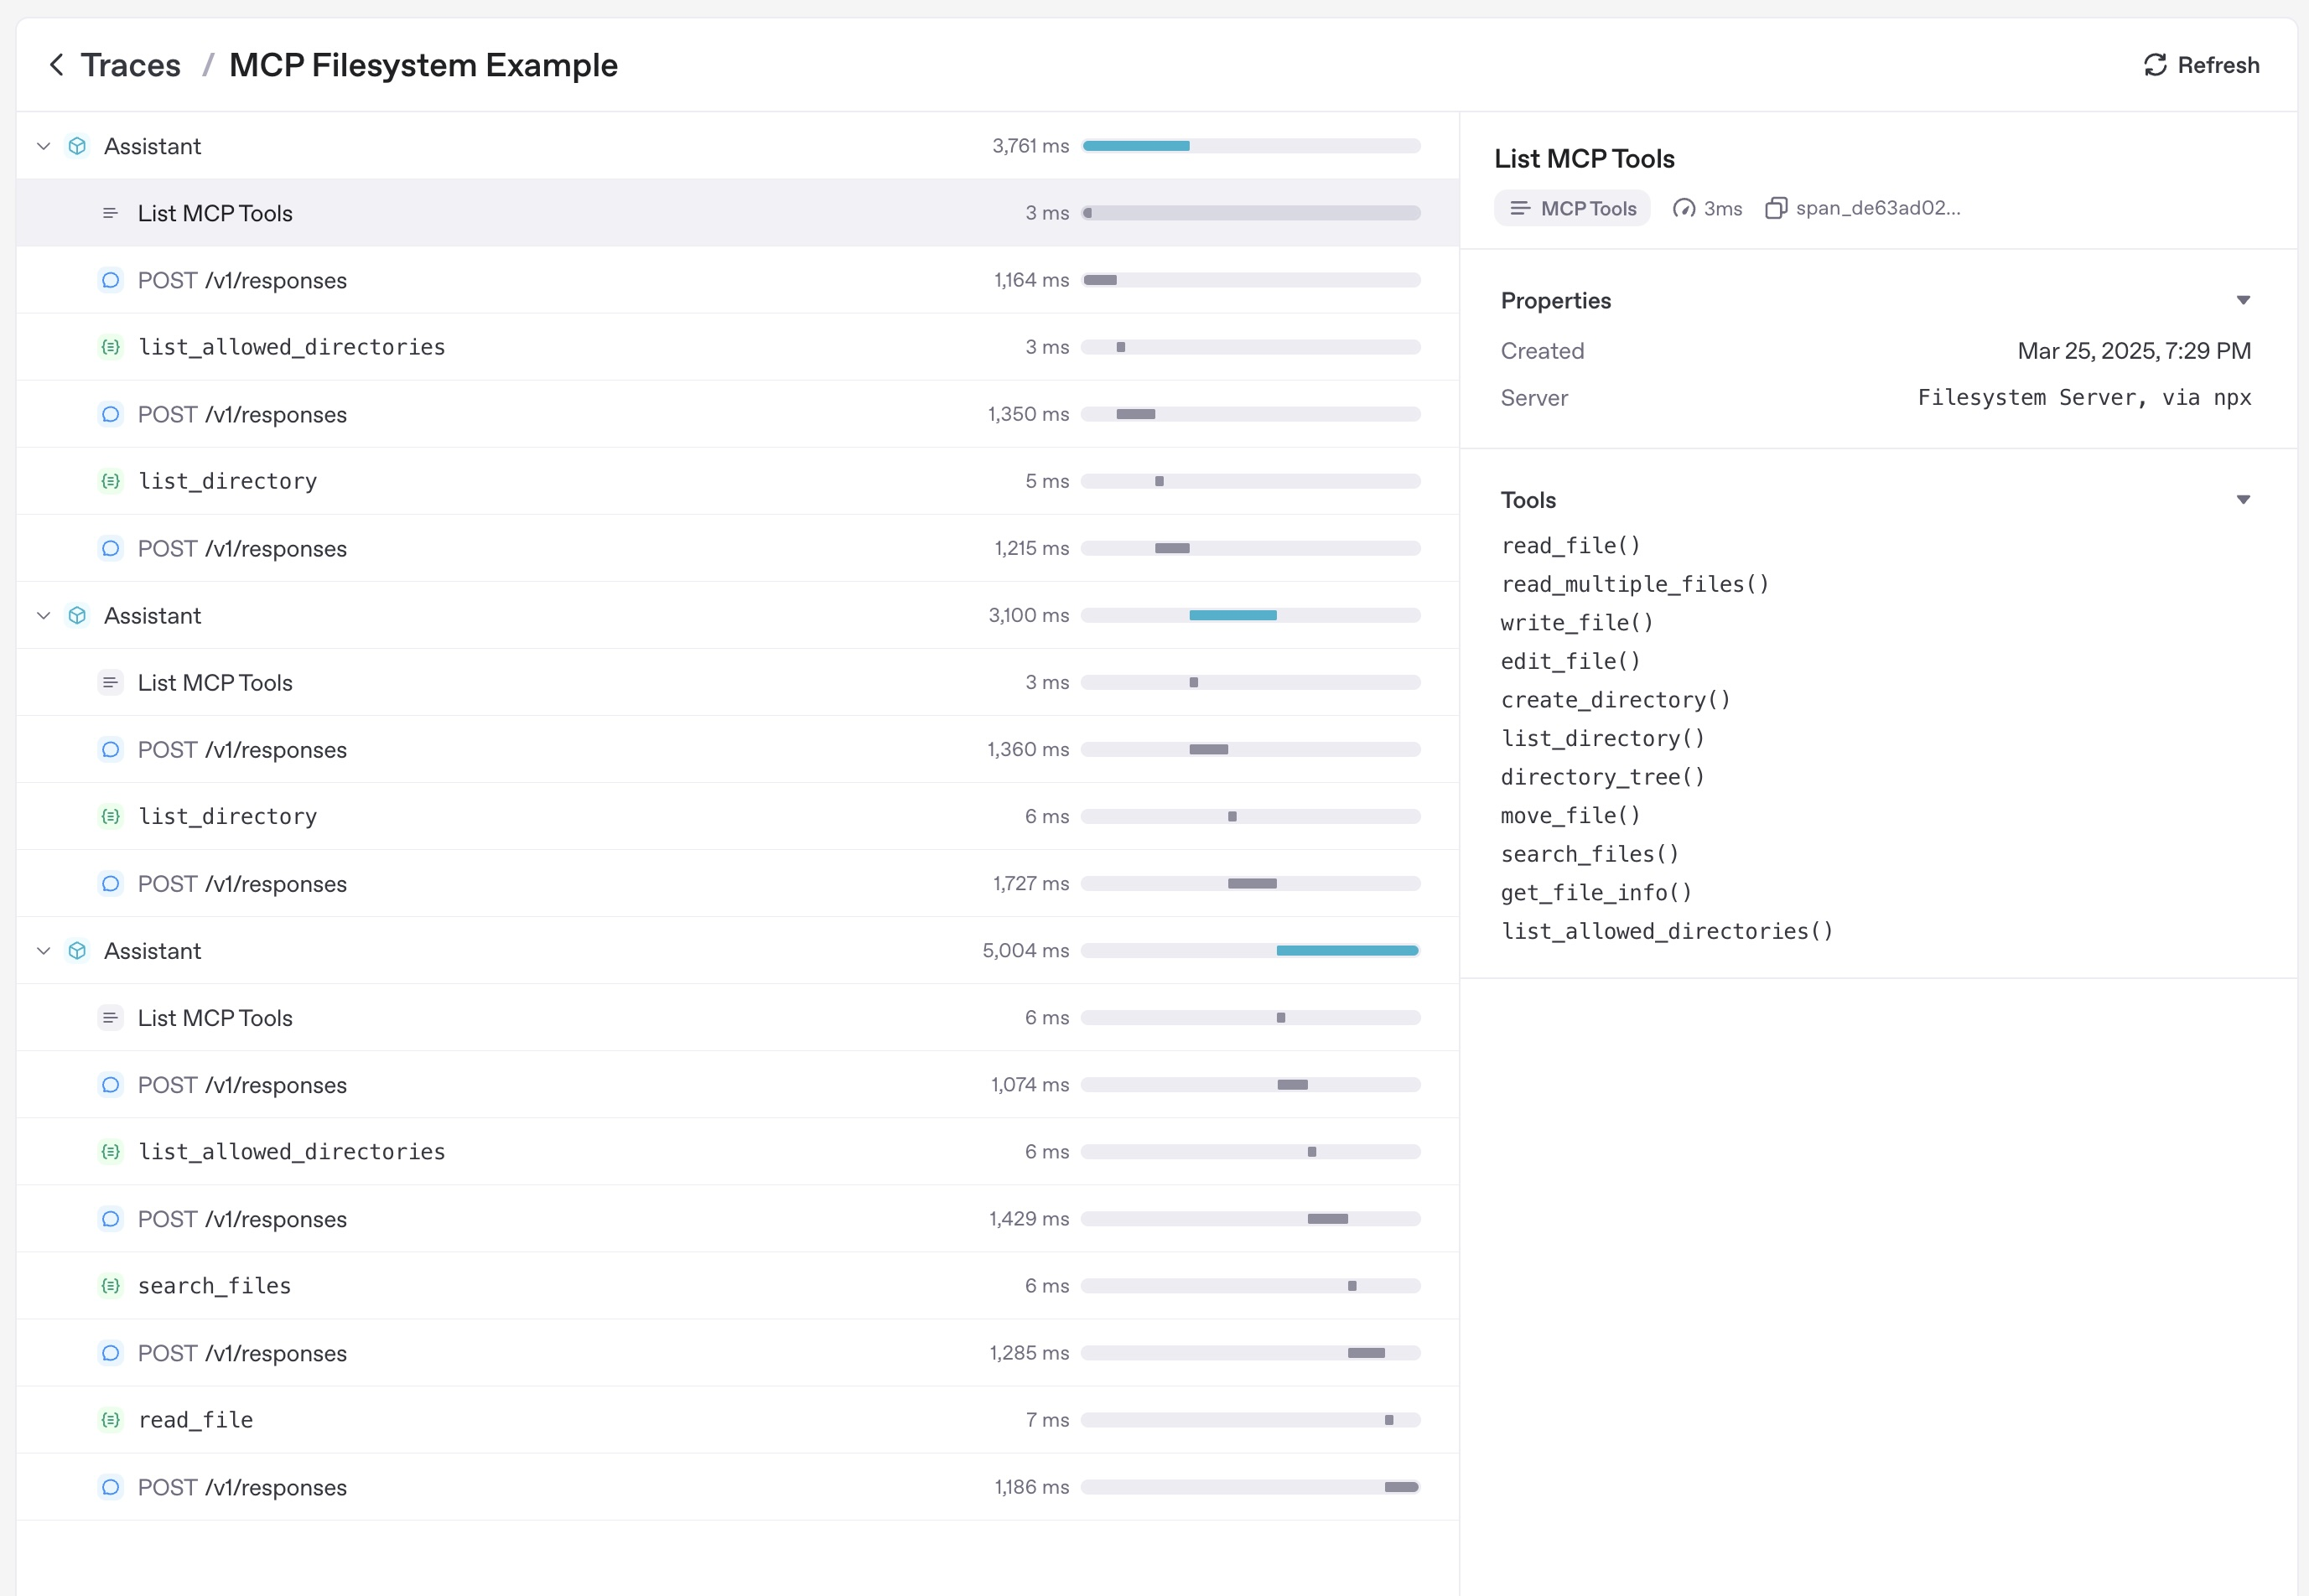 Traces / MCP Filesystem Example
Refresh
Assistant 3,761 ms
List MCP Tools 3 ms
POST /v1/responses 1,164 ms
list_allowed_directories 3 ms
POST /v1/responses 1,350 ms
list_directory 5 ms
POST /v1/responses 1,215 ms
Assistant 3,100 ms
List MCP Tools 3 ms
POST /v1/responses 1,360 ms
list_directory 6 ms
POST /v1/responses 1,727 ms
Assistant 5,004 ms
List MCP Tools 6 ms
POST /v1/responses 1,074 ms
list_allowed_directories 6 ms
POST /v1/responses 1,429 ms
search_files 6 ms
POST /v1/responses 1,285 ms
read_file 7 ms
POST /v1/responses 1,186 ms
List MCP Tools
MCP Tools 3ms span_de63ad02...
Properties
Created Mar 25, 2025, 7:29 PM
Server Filesystem Server, via npx
Tools
read_file()
read_multiple_files()
write_file()
edit_file()
create_directory()
list_directory()
directory_tree()
move_file()
search_files()
get_file_info()
list_allowed_directories()